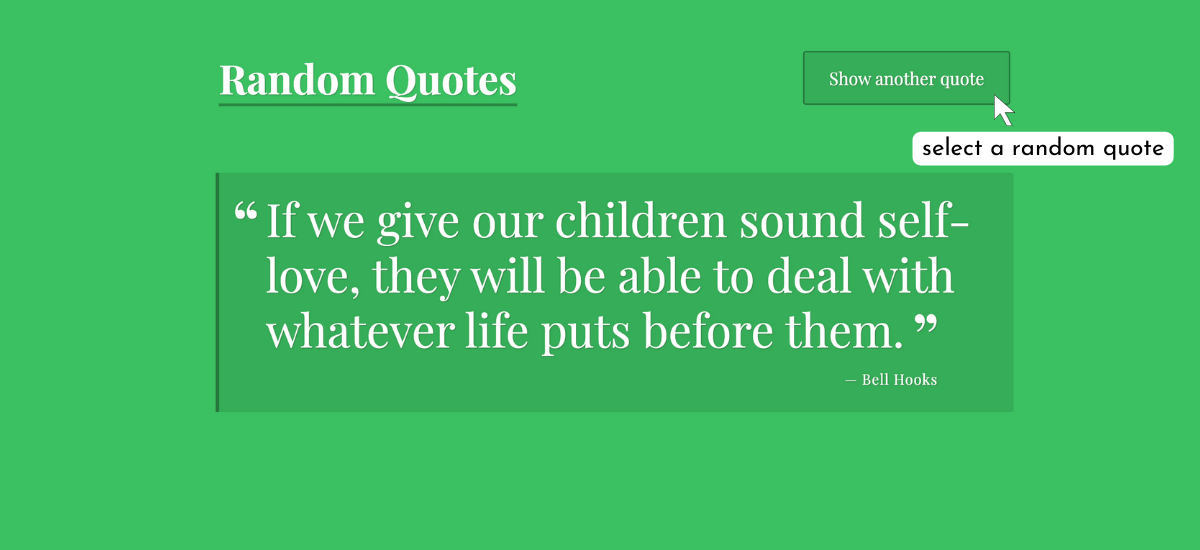 Random Quotes
Show another quote
select a random quote
“ If we give our children sound self-
love, they will be able to deal with
whatever life puts before them. ”
— Bell Hooks